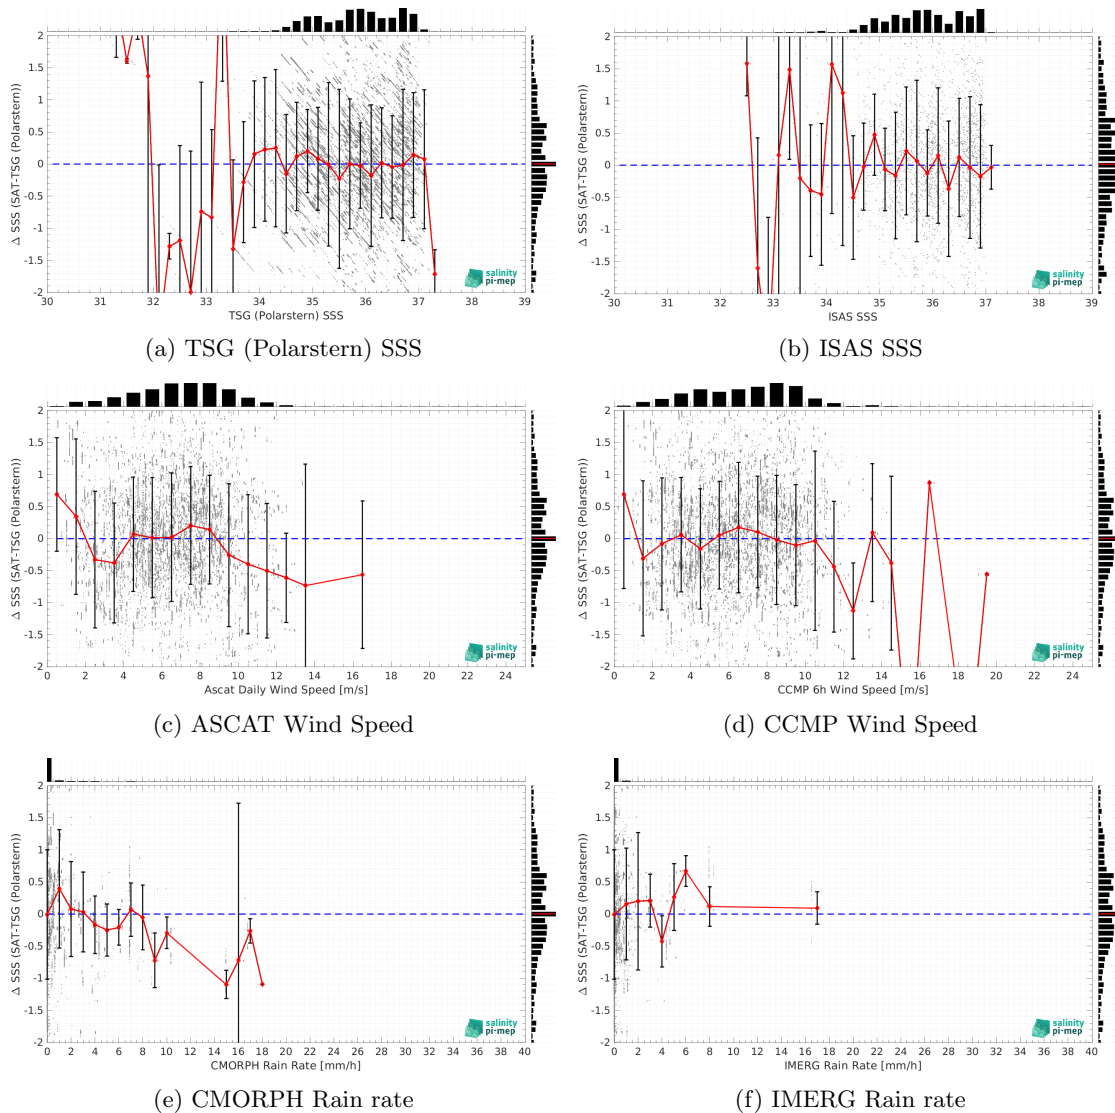 2
1.5
1
0.5
0
-0.5
-1
-1.5
-2
Δ SSS (SAT-TSG (Polarstern))
30 31 32 33 34 35 36 37 38 39
TSG (Polarstern) SSS
salinity
pi-mep
(a) TSG (Polarstern) SSS
2
1.5
1
0.5
0
-0.5
-1
-1.5
-2
Δ SSS (SAT-TSG (Polarstern))
30 31 32 33 34 35 36 37 38 39
ISAS SSS
salinity
pi-mep
(b) ISAS SSS
2
1.5
1
0.5
0
-0.5
-1
-1.5
-2
Δ SSS (SAT-TSG (Polarstern))
0 2 4 6 8 10 12 14 16 18 20 22 24
Ascat Daily Wind Speed [m/s]
salinity
pi-mep
(c) ASCAT Wind Speed
2
1.5
1
0.5
0
-0.5
-1
-1.5
-2
Δ SSS (SAT-TSG (Polarstern))
0 2 4 6 8 10 12 14 16 18 20 22 24
CCMP 6h Wind Speed [m/s]
salinity
pi-mep
(d) CCMP Wind Speed
2
1.5
1
0.5
0
-0.5
-1
-1.5
-2
Δ SSS (SAT-TSG (Polarstern))
0 2 4 6 8 10 12 14 16 18 20 22 24 26 28 30 32 34 36 38 40
CMORPH Rain Rate [mm/h]
salinity
pi-mep
(e) CMORPH Rain rate
2
1.5
1
0.5
0
-0.5
-1
-1.5
-2
Δ SSS (SAT-TSG (Polarstern))
0 2 4 6 8 10 12 14 16 18 20 22 24 26 28 30 32 34 36 38 40
IMERG Rain Rate [mm/h]
salinity
pi-mep
(f) IMERG Rain rate